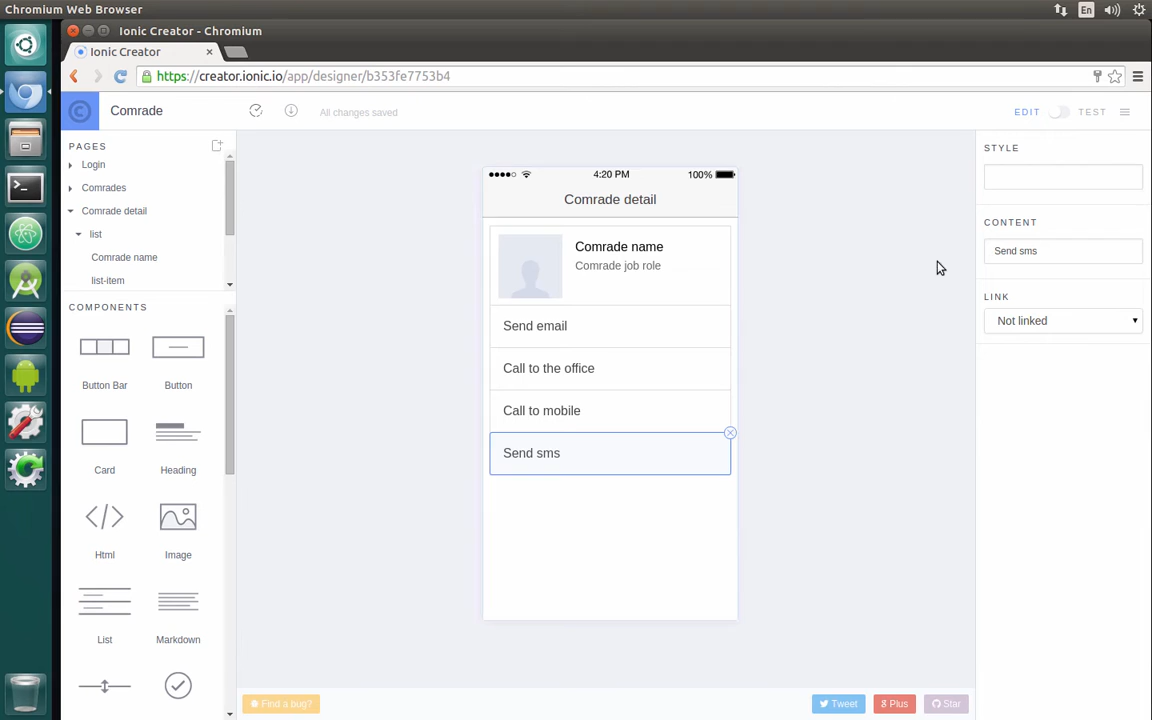 Chromium Web Browser
En
Ionic Creator - Chromium
Ionic Creator
https://creator.ionic.io/app/designer/b353fe7753b4
Comrade
All changes saved
EDIT
TEST
PAGES
Login
Comrades
Comrade detail
list
Comrade name
list-item
COMPONENTS
Button Bar
Button
Card
Heading
Html
Image
List
Markdown
4:20 PM
100%
Comrade detail
Comrade name
Comrade job role
Send email
Call to the office
Call to mobile
Send sms
STYLE
CONTENT
Send sms
LINK
Not linked
Find a bug?
Tweet
Plus
Star